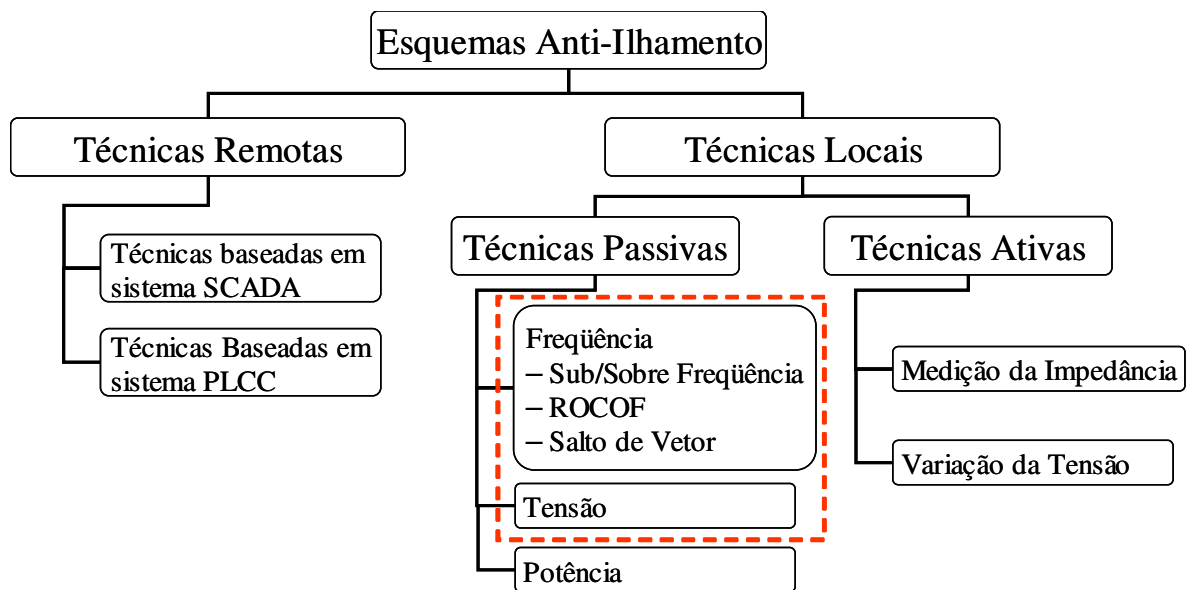 Esquemas Anti-Ilhamento
Técnicas Remotas
Técnicas Locais
Técnicas baseadas em
sistema SCADA
Técnicas Baseadas em
sistema PLCC
Técnicas Passivas
Técnicas Ativas
Freqüência
– Sub/Sobre Freqüência
– ROCOF
– Salto de Vetor
Tensão
Potência
Medição da Impedância
Variação da Tensão